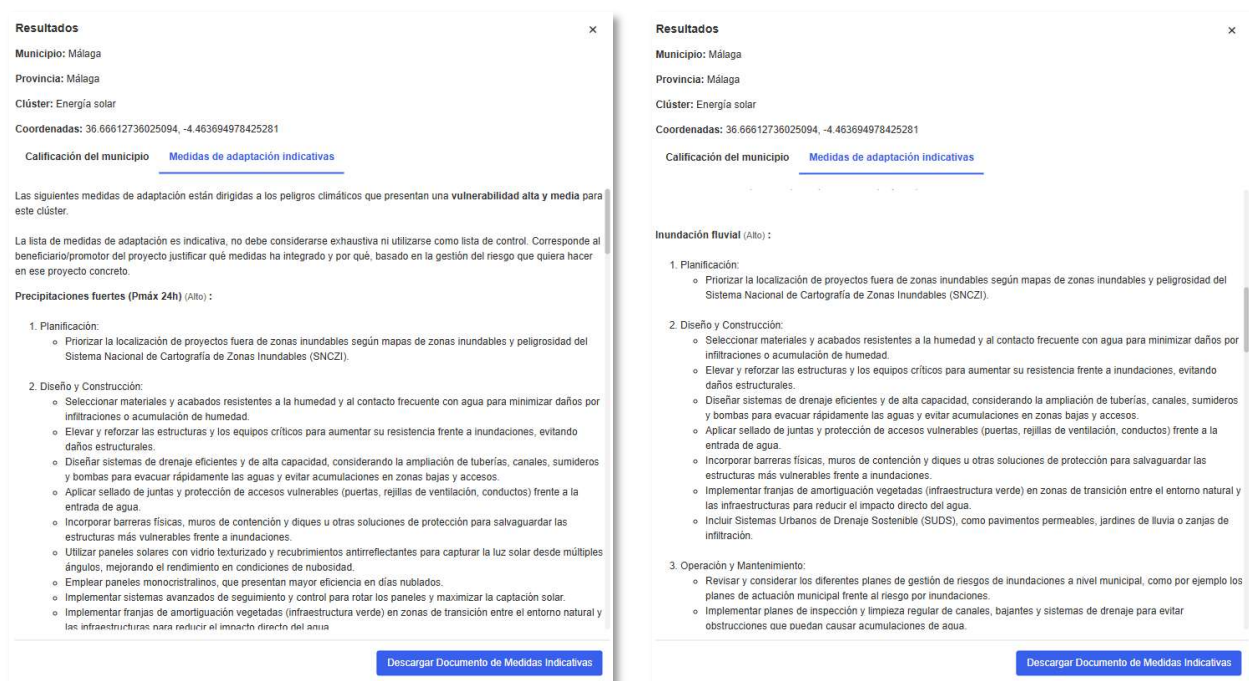 Resultados
×
Municipio: Málaga
Provincia: Málaga
Clúster: Energía solar
Coordenadas: 36.66612736025094, -4.463694978425281
Calificación del municipio Medidas de adaptación indicativas
Las siguientes medidas de adaptación están dirigidas a los peligros climáticos que presentan una vulnerabilidad alta y media para
este clúster.
La lista de medidas de adaptación es indicativa, no debe considerarse exhaustiva ni utilizarse como lista de control. Corresponde al
beneficiario/promotor del proyecto justificar qué medidas ha integrado y por qué, basado en la gestión del riesgo que quiera hacer
en ese proyecto concreto.
Precipitaciones fuertes (Pmáx 24h) (Alto) :
1. Planificación:
Priorizar la localización de proyectos fuera de zonas inundables según mapas de zonas inundables y peligrosidad del
Sistema Nacional de Cartografía de Zonas Inundables (SNCZI).
2. Diseño y Construcción:
Seleccionar materiales y acabados resistentes a la humedad y al contacto frecuente con agua para minimizar daños por
infiltraciones o acumulación de humedad.
Elevar y reforzar las estructuras y los equipos críticos para aumentar su resistencia frente a inundaciones, evitando
daños estructurales.
Diseñar sistemas de drenaje eficientes y de alta capacidad, considerando la ampliación de tuberías, canales, sumideros
y bombas para evacuar rápidamente las aguas y evitar acumulaciones en zonas bajas y accesos.
Aplicar sellado de juntas y protección de accesos vulnerables (puertas, rejillas de ventilación, conductos) frente a la
entrada de agua.
Incorporar barreras físicas, muros de contención y diques u otras soluciones de protección para salvaguardar las
estructuras más vulnerables frente a inundaciones.
Utilizar paneles solares con vidrio texturizado y recubrimientos antirreflectantes para capturar la luz solar desde múltiples
ángulos, mejorando el rendimiento en condiciones de nubosidad.
Emplear paneles monocristralinos, que presentan mayor eficiencia en días nublados.
Implementar sistemas avanzados de seguimiento y control para rotar los paneles y maximizar la captación solar.
Implementar franjas de amortiguación vegetadas (infraestructura verde) en zonas de transición entre el entorno natural y
las infraestructuras para reducir el impacto directo del agua.
Descargar Documento de Medidas Indicativas
Resultados
×
Municipio: Málaga
Provincia: Málaga
Clúster: Energía solar
Coordenadas: 36.66612736025094, -4.463694978425281
Calificación del municipio Medidas de adaptación indicativas
Inundación fluvial (Alto) :
1. Planificación:
Priorizar la localización de proyectos fuera de zonas inundables según mapas de zonas inundables y peligrosidad del
Sistema Nacional de Cartografía de Zonas Inundables (SNCZI).
2. Diseño y Construcción:
Seleccionar materiales y acabados resistentes a la humedad y al contacto frecuente con agua para minimizar daños por
infiltraciones o acumulación de humedad.
Elevar y reforzar las estructuras y los equipos críticos para aumentar su resistencia frente a inundaciones, evitando
daños estructurales.
Diseñar sistemas de drenaje eficientes y de alta capacidad, considerando la ampliación de tuberías, canales, sumideros
y bombas para evacuar rápidamente las aguas y evitar acumulaciones en zonas bajas y accesos.
Aplicar sellado de juntas y protección de accesos vulnerables (puertas, rejillas de ventilación, conductos) frente a la
entrada de agua.
Incorporar barreras físicas, muros de contención y diques u otras soluciones de protección para salvaguardar las
estructuras más vulnerables frente a inundaciones.
Implementar franjas de amortiguación vegetadas (infraestructura verde) en zonas de transición entre el entorno natural y
las infraestructuras para reducir el impacto directo del agua.
Incluir Sistemas Urbanos de Drenaje Sostenible (SUDS), como pavimentos permeables, jardines de lluvia o zanjas de
infiltración.
3. Operación y Mantenimiento:
Revisar y considerar los diferentes planes de gestión de riesgos de inundaciones a nivel municipal, como por ejemplo los
planes de actuación municipal frente al riesgo por inundaciones.
Implementar planes de inspección y limpieza regular de canales, bajantes y sistemas de drenaje para evitar
obstrucciones que puedan causar acumulaciones de agua.
Descargar Documento de Medidas Indicativas